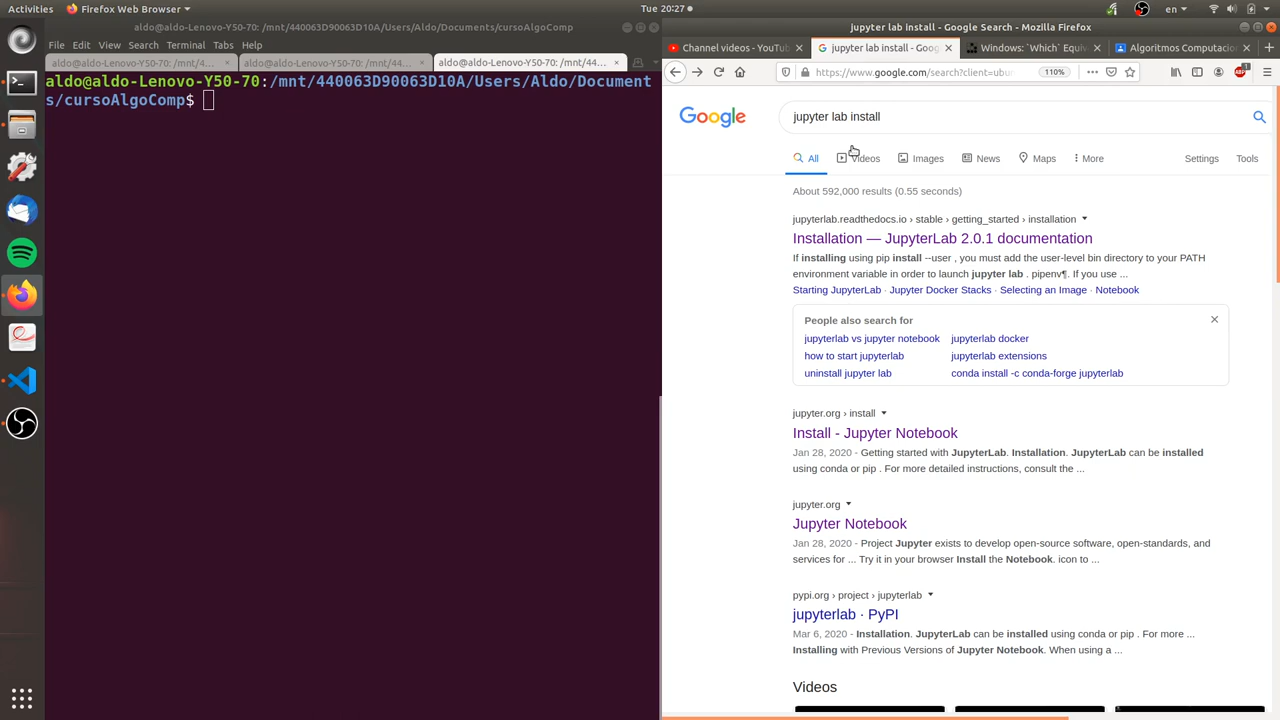 Activities
Firefox Web Browser
Mar 24 17:10
aldo@aldo-Lenovo-Y50-70: /mnt/440063D90063D10A/Users/Aldo/Documents/cursoAlgoComp
File Edit View Search Terminal Tabs Help
aldo@aldo-Lenovo-Y50-70: /mnt/44... × aldo@aldo-Lenovo-Y50-70: /mnt/44... × aldo@aldo-Lenovo-Y50-70: /mnt/44... ×
aldo@aldo-Lenovo-Y50-70:/mnt/440063D90063D10A/Users/Aldo/Document
s/cursoAlgoComp$
jupyter lab install - Google Search - Mozilla Firefox
Channel videos - YouTub
jupyter lab install - Goog
Windows: 'Which' Equiv
Algoritmos Computacio
https://www.google.com/search?client=ubu
110%
Google
jupyter lab install
All Videos Images News Maps More Settings Tools
About 592,000 results (0.55 seconds)
jupyterlab.readthedocs.io › stable › getting_started › installation
Installation — JupyterLab 2.0.1 documentation
If installing using pip install --user , you must add the user-level bin directory to your PATH
environment variable in order to launch jupyter lab . pipenv¶. If you use ...
Starting JupyterLab · Jupyter Docker Stacks · Selecting an Image · Notebook
People also search for
jupyterlab vs jupyter notebook jupyterlab docker
how to start jupyterlab jupyterlab extensions
uninstall jupyter lab conda install -c conda-forge jupyterlab
jupyter.org › install
Install - Jupyter Notebook
Jan 28, 2020 - Getting started with JupyterLab. Installation. JupyterLab can be installed
using conda or pip . For more detailed instructions, consult the ...
jupyter.org
Jupyter Notebook
Jan 28, 2020 - Project Jupyter exists to develop open-source software, open-standards, and
services for ... Try it in your browser Install the Notebook. icon to ...
pypi.org › project › jupyterlab
jupyterlab · PyPI
Mar 6, 2020 - Installation. JupyterLab can be installed using conda or pip . For more ...
Installing with Previous Versions of Jupyter Notebook. When using a ...
Videos